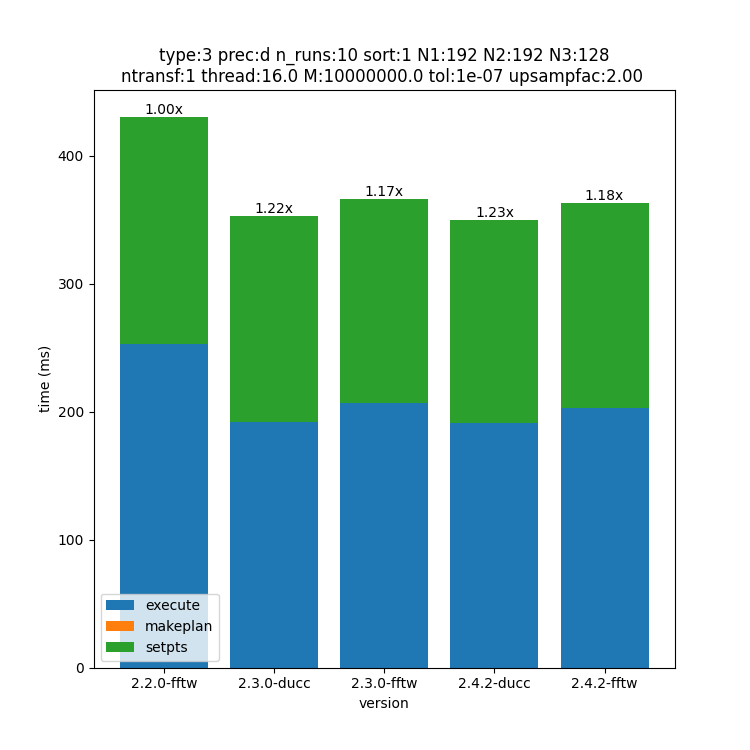 type:3 prec:d n_runs:10 sort:1 N1:192 N2:192 N3:128
ntransf:1 thread:16.0 M:10000000.0 tol:1e-07 upsampfac:2.00
1.00x
1.22x
1.17x
1.23x
1.18x
400
300
200
100
0
time (ms)
execute
makeplan
setpts
2.2.0-fftw
2.3.0-ducc
2.3.0-fftw
2.4.2-ducc
2.4.2-fftw
version